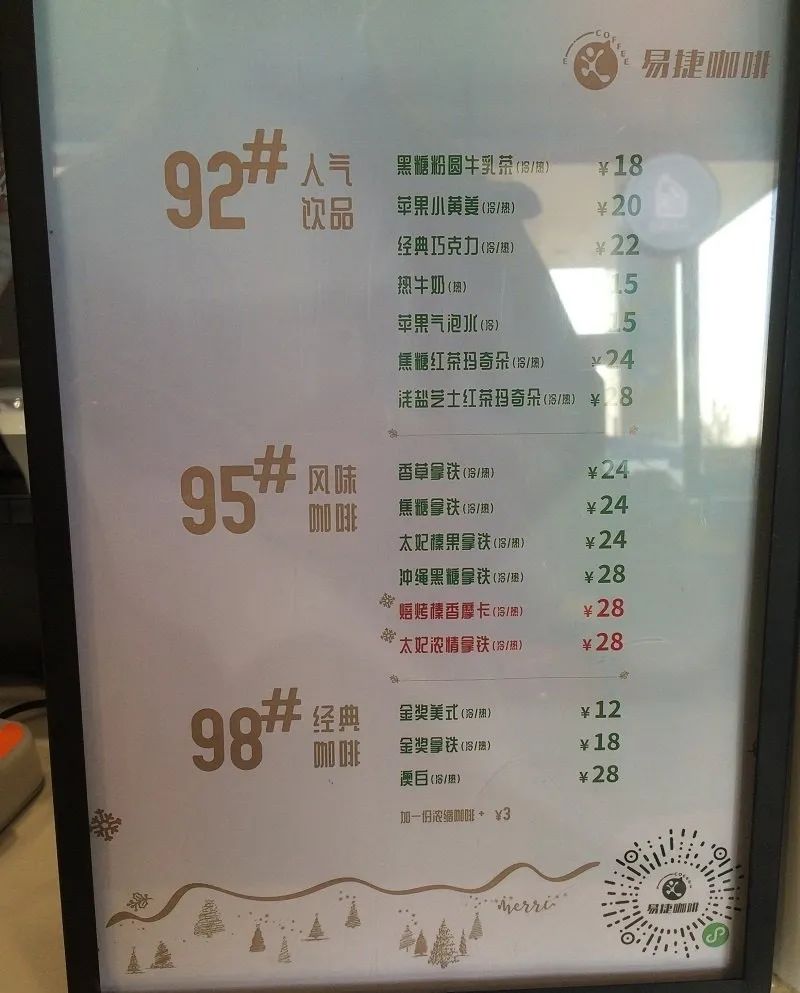 E COFFEE
易捷咖啡
92# 人气饮品
黑糖粉圆牛乳茶(冷/热) ¥18
苹果小黄姜(冷/热) ¥20
经典巧克力(冷/热) ¥22
热牛奶(热) 15
苹果气泡水(冷) 15
焦糖红茶玛奇朵(冷/热) ¥24
浅盐芝士红茶玛奇朵(冷/热) ¥28
95# 风味咖啡
香草拿铁(冷/热) ¥24
焦糖拿铁(冷/热) ¥24
太妃榛果拿铁(冷/热) ¥24
冲绳黑糖拿铁(冷/热) ¥28
焙烤榛香摩卡(冷/热) ¥28
太妃浓情拿铁(冷/热) ¥28
98# 经典咖啡
金奖美式(冷/热) ¥12
金奖拿铁(冷/热) ¥18
澳白(冷/热) ¥28
加一份浓缩咖啡+ ¥3
Merri
易捷咖啡